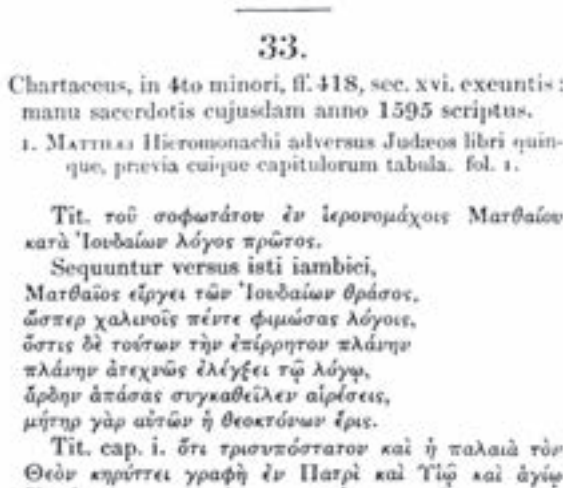 33.
Chartaceus, in 4to minori, ff. 418, sec. xvi. exeuntis :
manu sacerdotis cujusdam anno 1595 scriptus.
1. MATTHÆI Hieromonachi adversus Judæos libri quin-
que, prævia cuique capitulorum tabula. fol. 1.
Tit. τοῦ σοφωτάτου ἐν ἱερονομάχοις Ματθαίου
κατὰ Ἰουδαίων λόγος πρῶτος.
Sequuntur versus isti iambici,
Ματθαῖος εἴργει τῶν Ἰουδαίων θράσος,
ὥσπερ χαλινοῖς πέντε φιμώσας λόγοις,
ὅστις δὲ τούτων τὴν ἐπίρρητον πλάνην
πλάνην ἀτεχνῶς ἐλέγξει τῷ λόγῳ,
ἄρδην ἁπάσας συγκαθεῖλεν αἱρέσεις,
μήτηρ γὰρ αὐτῶν ἡ θεοκτόνων ἔρις.
Tit. cap. i. ὅτι τρισυπόστατον καὶ ἡ παλαιὰ τὸν
Θεὸν κηρύττει γραφὴ ἐν Πατρὶ καὶ Υἱῷ καὶ ἁγίῳ